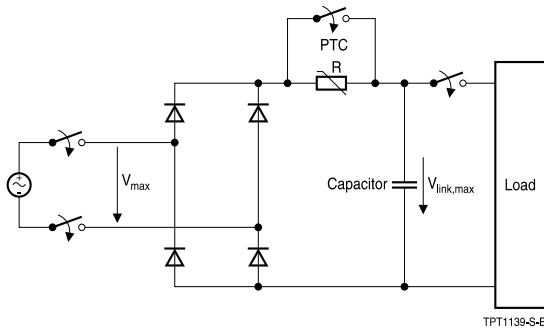 PTC
R
+
~
-
Vmax
Capacitor
Vlink,max
Load
TPT1139-S-E